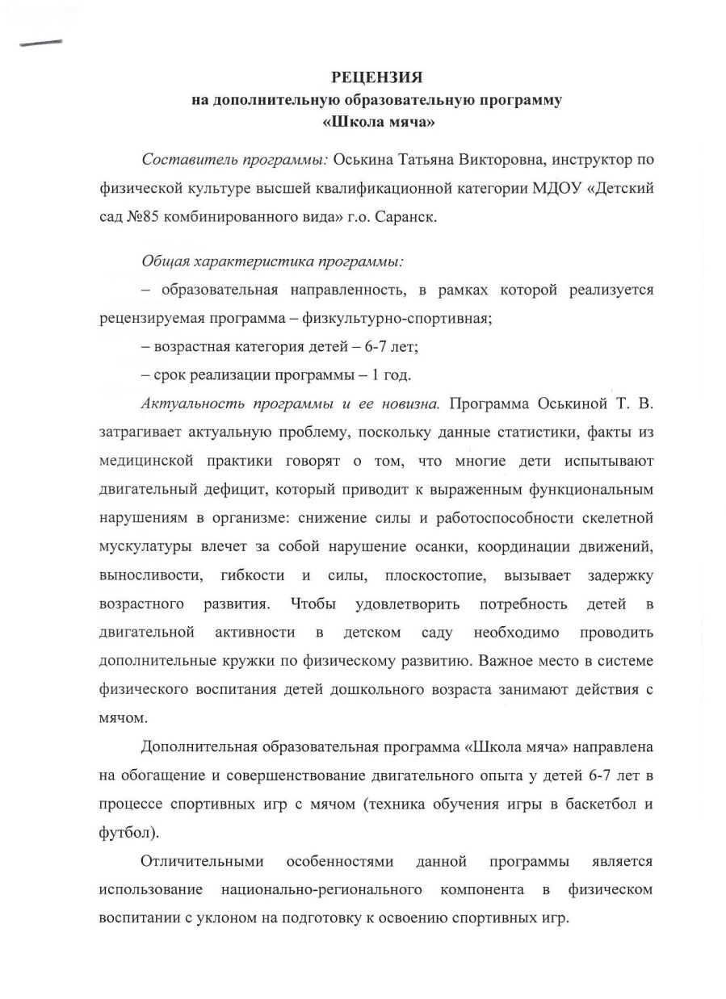 РЕЦЕНЗИЯ
на дополнительную образовательную программу
«Школа мяча»
Составитель программы: Оськина Татьяна Викторовна, инструктор по
физической культуре высшей квалификационной категории МДОУ «Детский
сад №85 комбинированного вида» г.о. Саранск.
Общая характеристика программы:
– образовательная направленность, в рамках которой реализуется
рецензируемая программа – физкультурно-спортивная;
– возрастная категория детей – 6-7 лет;
– срок реализации программы – 1 год.
Актуальность программы и ее новизна. Программа Оськиной Т. В.
затрагивает актуальную проблему, поскольку данные статистики, факты из
медицинской практики говорят о том, что многие дети испытывают
двигательный дефицит, который приводит к выраженным функциональным
нарушениям в организме: снижение силы и работоспособности скелетной
мускулатуры влечет за собой нарушение осанки, координации движений,
выносливости, гибкости и силы, плоскостопие, вызывает задержку
возрастного развития. Чтобы удовлетворить потребность детей в
двигательной активности в детском саду необходимо проводить
дополнительные кружки по физическому развитию. Важное место в системе
физического воспитания детей дошкольного возраста занимают действия с
мячом.
Дополнительная образовательная программа «Школа мяча» направлена
на обогащение и совершенствование двигательного опыта у детей 6-7 лет в
процессе спортивных игр с мячом (техника обучения игры в баскетбол и
футбол).
Отличительными особенностями данной программы является
использование национально-регионального компонента в физическом
воспитании с уклоном на подготовку к освоению спортивных игр.